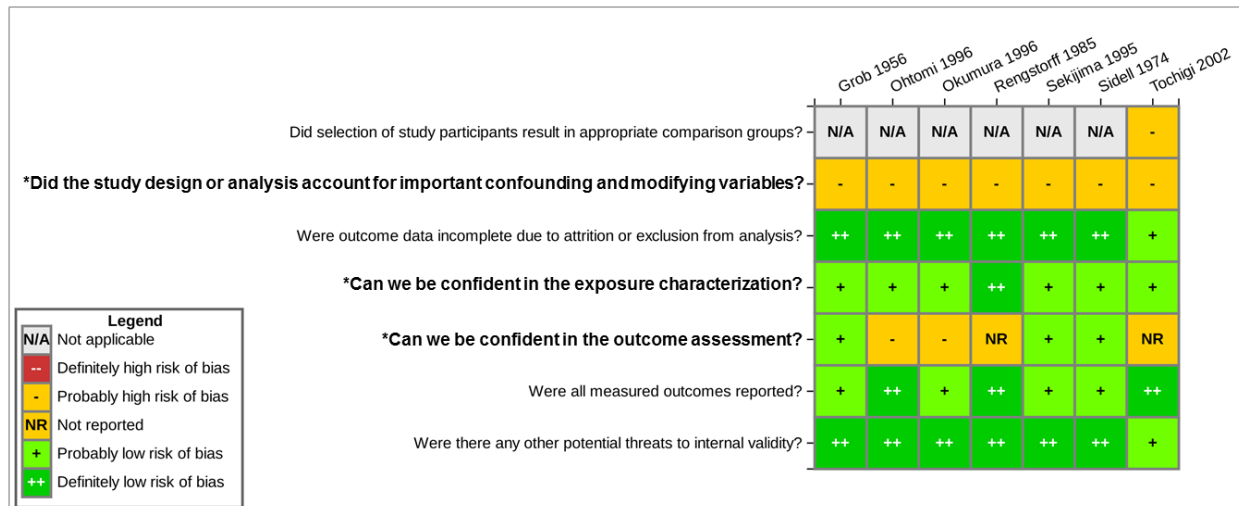 Grob 1956 Ohtomi 1996 Okumura 1996 Rengstorff 1985 Sekijima 1995 Sidell 1974 Tochigi 2002
Did selection of study participants result in appropriate comparison groups? N/A N/A N/A N/A N/A N/A -
*Did the study design or analysis account for important confounding and modifying variables? - - - - - - -
Were outcome data incomplete due to attrition or exclusion from analysis? ++ ++ ++ ++ ++ ++ +
*Can we be confident in the exposure characterization? + + + ++ + + +
*Can we be confident in the outcome assessment? + - - NR + + NR
Were all measured outcomes reported? + ++ + ++ + + ++
Were there any other potential threats to internal validity? ++ ++ ++ ++ ++ ++ +
Legend
N/A Not applicable
-- Definitely high risk of bias
- Probably high risk of bias
NR Not reported
+ Probably low risk of bias
++ Definitely low risk of bias